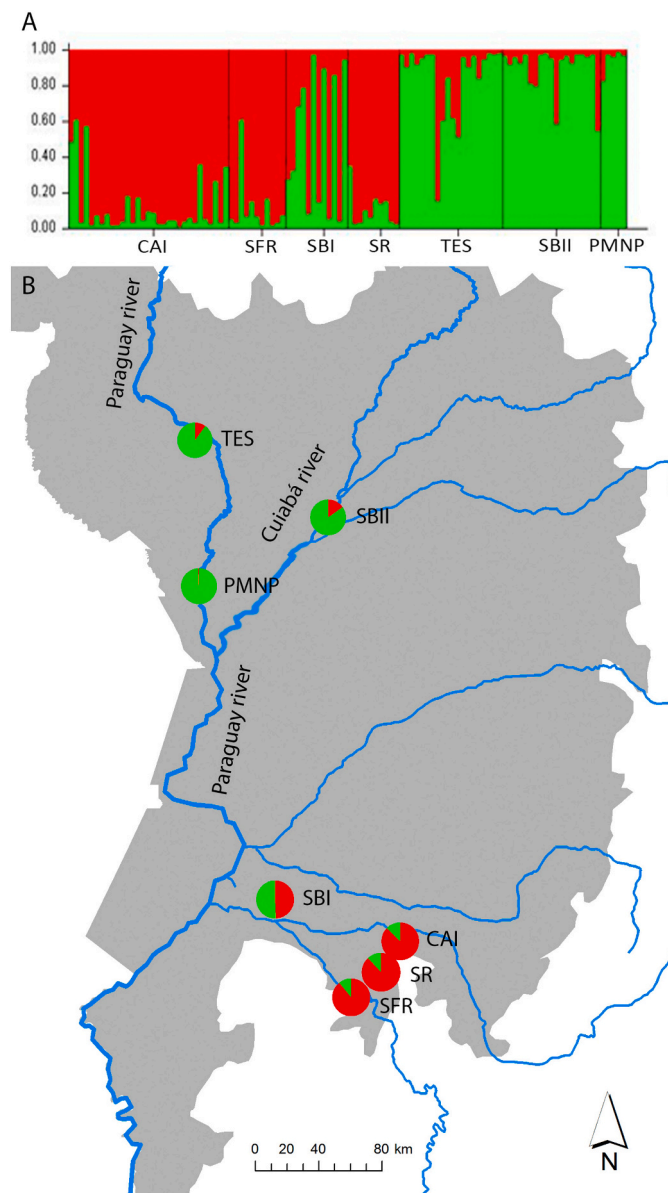 A
1.00
0.80
0.60
0.40
0.20
0.00
CAI SFR SBI SR TES SBII PMNP
B
Paraguay river
TES
Cuiabá river
SBII
PMNP
Paraguay river
SBI
CAI
SR
SFR
0 20 40 80 km
N